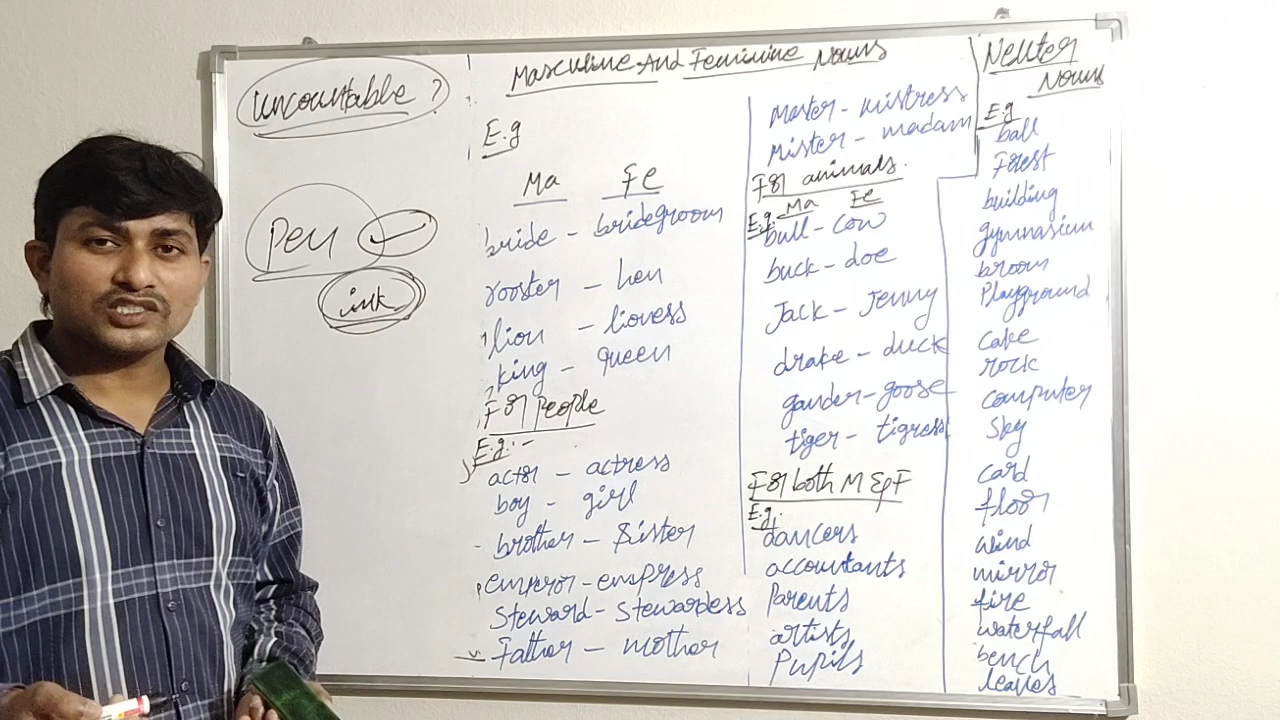 Uncountable ?
Pen
ink
Masculine And Feminine Nouns
E.g
Ma Fe
bride - bridegroom
rooster - hen
lion - lioness
king - queen
For People
E.g:-
actor - actress
boy - girl
brother - Sister
emperor - empress
Steward - Stewardess
Father - mother
Master - mistress
Mister - madam
For animals.
E.g. Ma Fe
bull - cow
buck - doe
Jack - Jenny
drake - duck
gander - goose
tiger - tigress
For both M & F
E.g.
dancers
accountants
Parents
artists
Pupils
Neuter
Nouns
E.g
ball
Forest
building
gymnasium
broom
Playground
cake
rock
computer
Sky
card
floor
wind
mirror
fire
waterfall
bench
leaves